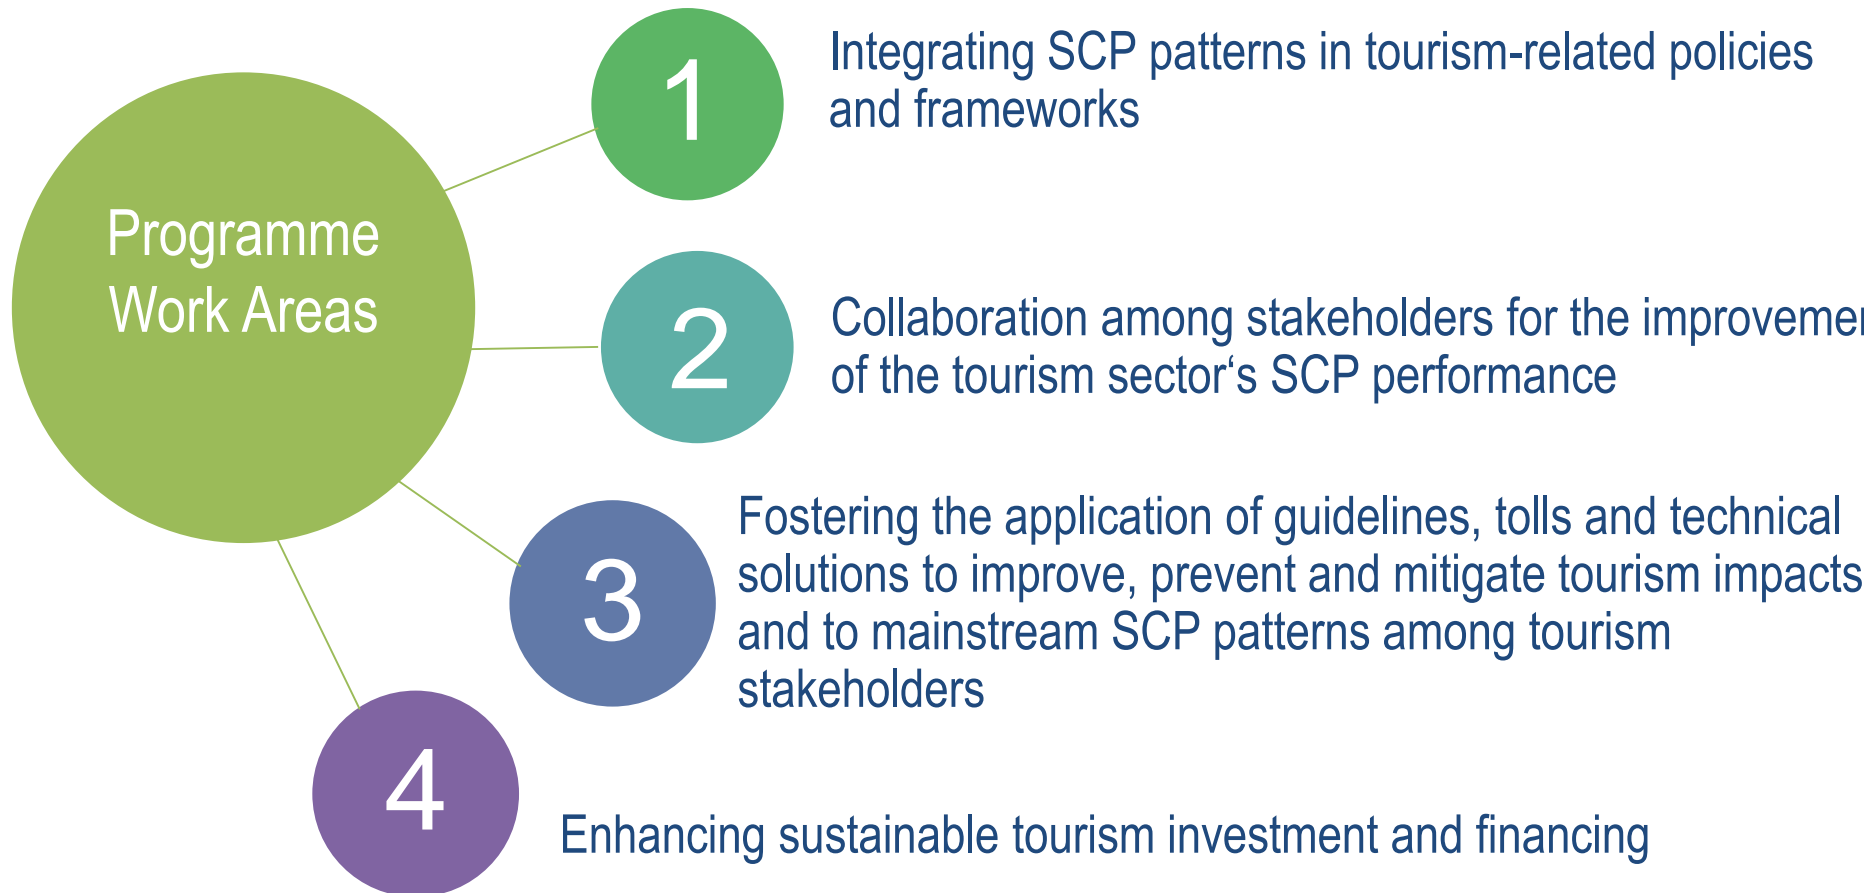 Programme
Work Areas
1
Integrating SCP patterns in tourism-related policies
and frameworks
2
Collaboration among stakeholders for the improvemen
of the tourism sector‘s SCP performance
3
Fostering the application of guidelines, tolls and technical
solutions to improve, prevent and mitigate tourism impacts
and to mainstream SCP patterns among tourism
stakeholders
4
Enhancing sustainable tourism investment and financing